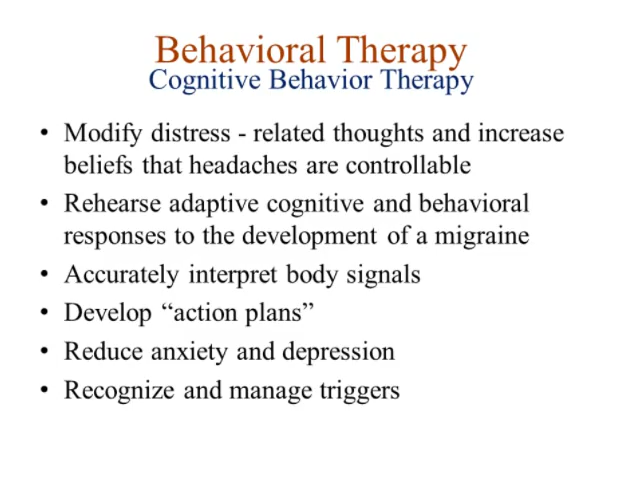 Behavioral Therapy
Cognitive Behavior Therapy
• Modify distress - related thoughts and increase
beliefs that headaches are controllable
• Rehearse adaptive cognitive and behavioral
responses to the development of a migraine
• Accurately interpret body signals
• Develop “action plans”
• Reduce anxiety and depression
• Recognize and manage triggers